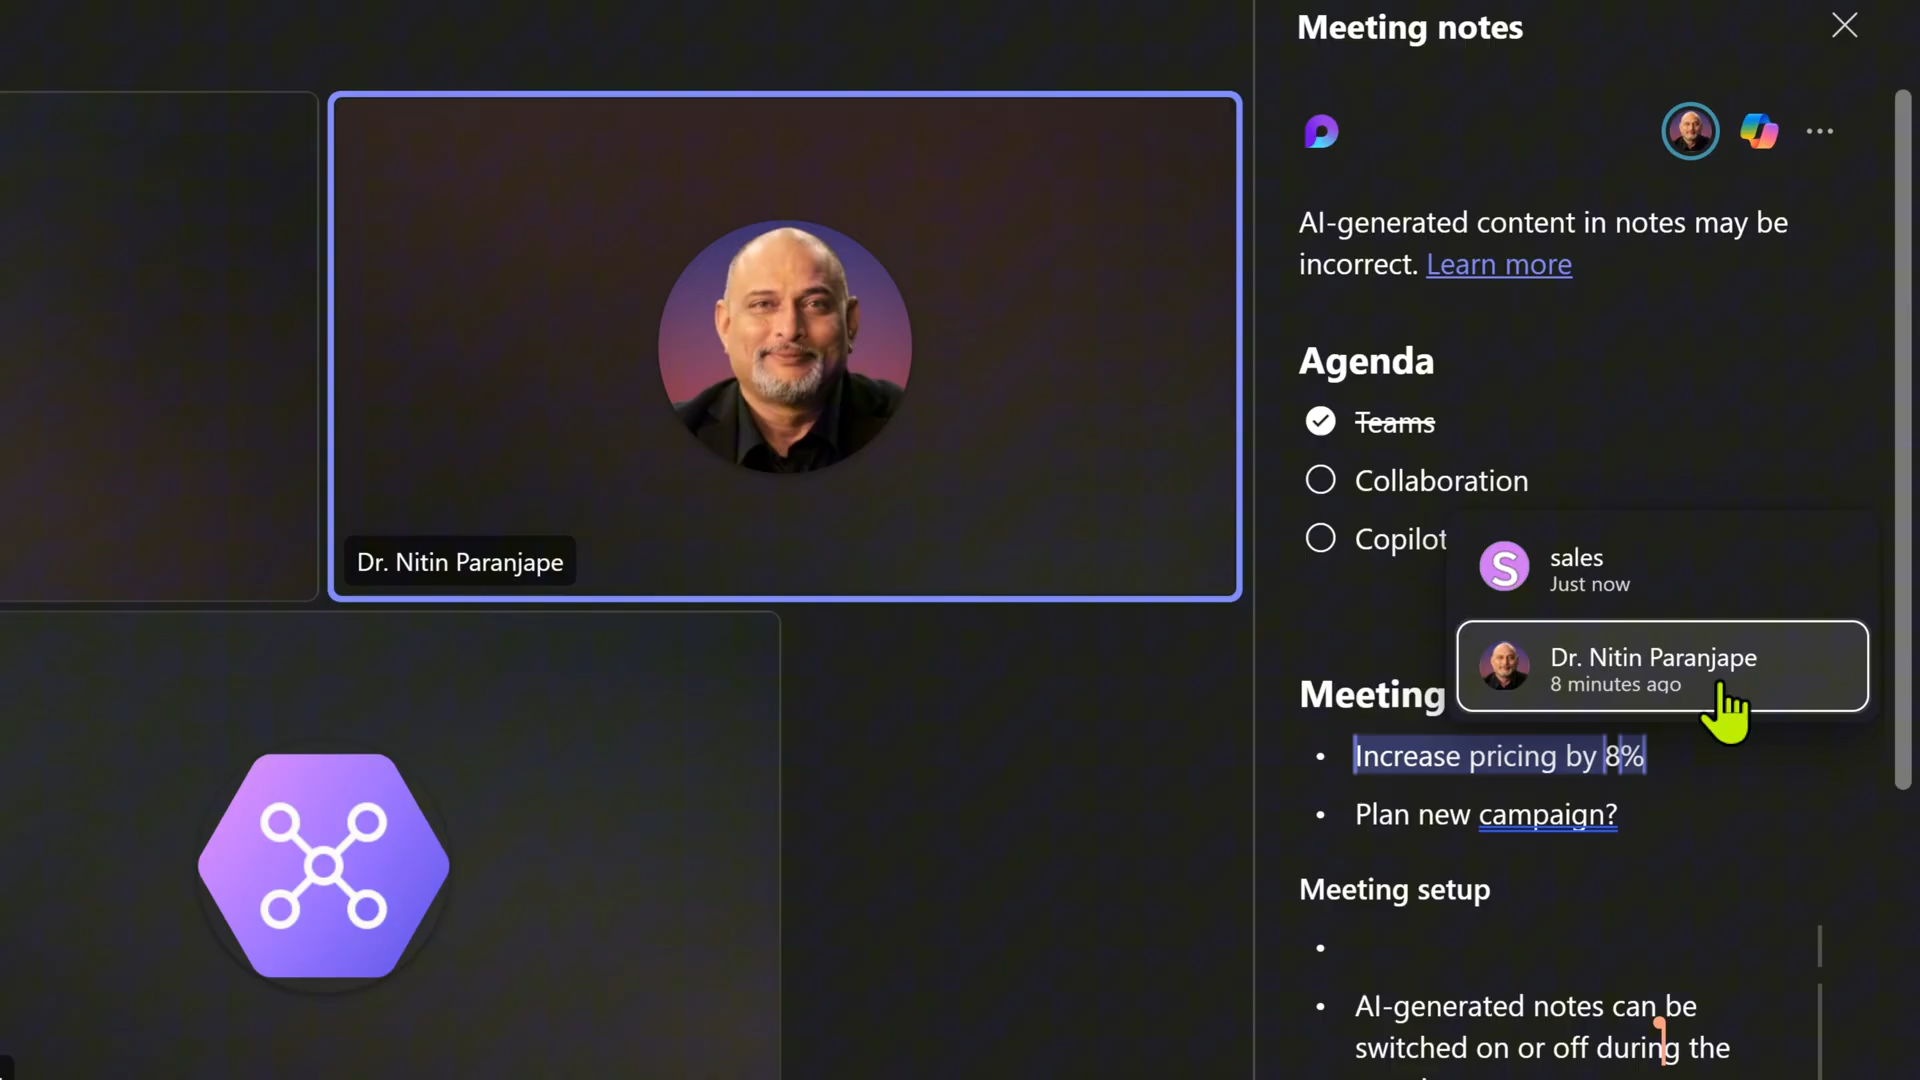 Meeting notes
AI-generated content in notes may be
incorrect. Learn more
Agenda
Teams
Collaboration
Copilot
S
sales
Just now
Dr. Nitin Paranjape
8 minutes ago
Meeting
Increase pricing by 8%
Plan new campaign?
Meeting setup
AI-generated notes can be
switched on or off during the
Dr. Nitin Paranjape